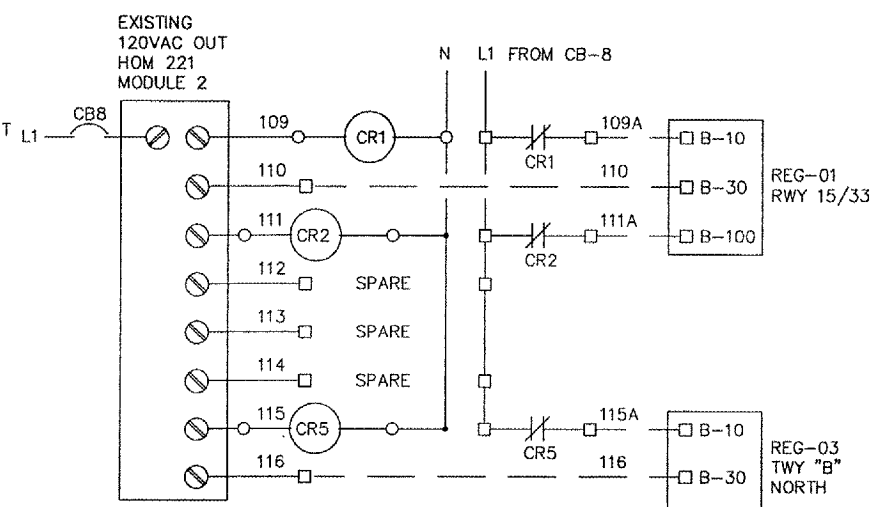 EXISTING
120VAC OUT
HOM 221
MODULE 2
N L1 FROM CB-8
T L1 CB8
109 CR1 CR1 109A B-10
110 110 B-30
REG-01
RWY 15/33
111 CR2 CR2 111A B-100
112 SPARE
113 SPARE
114 SPARE
115 CR5 CR5 115A B-10
116 116 B-30
REG-03
TWY "B"
NORTH